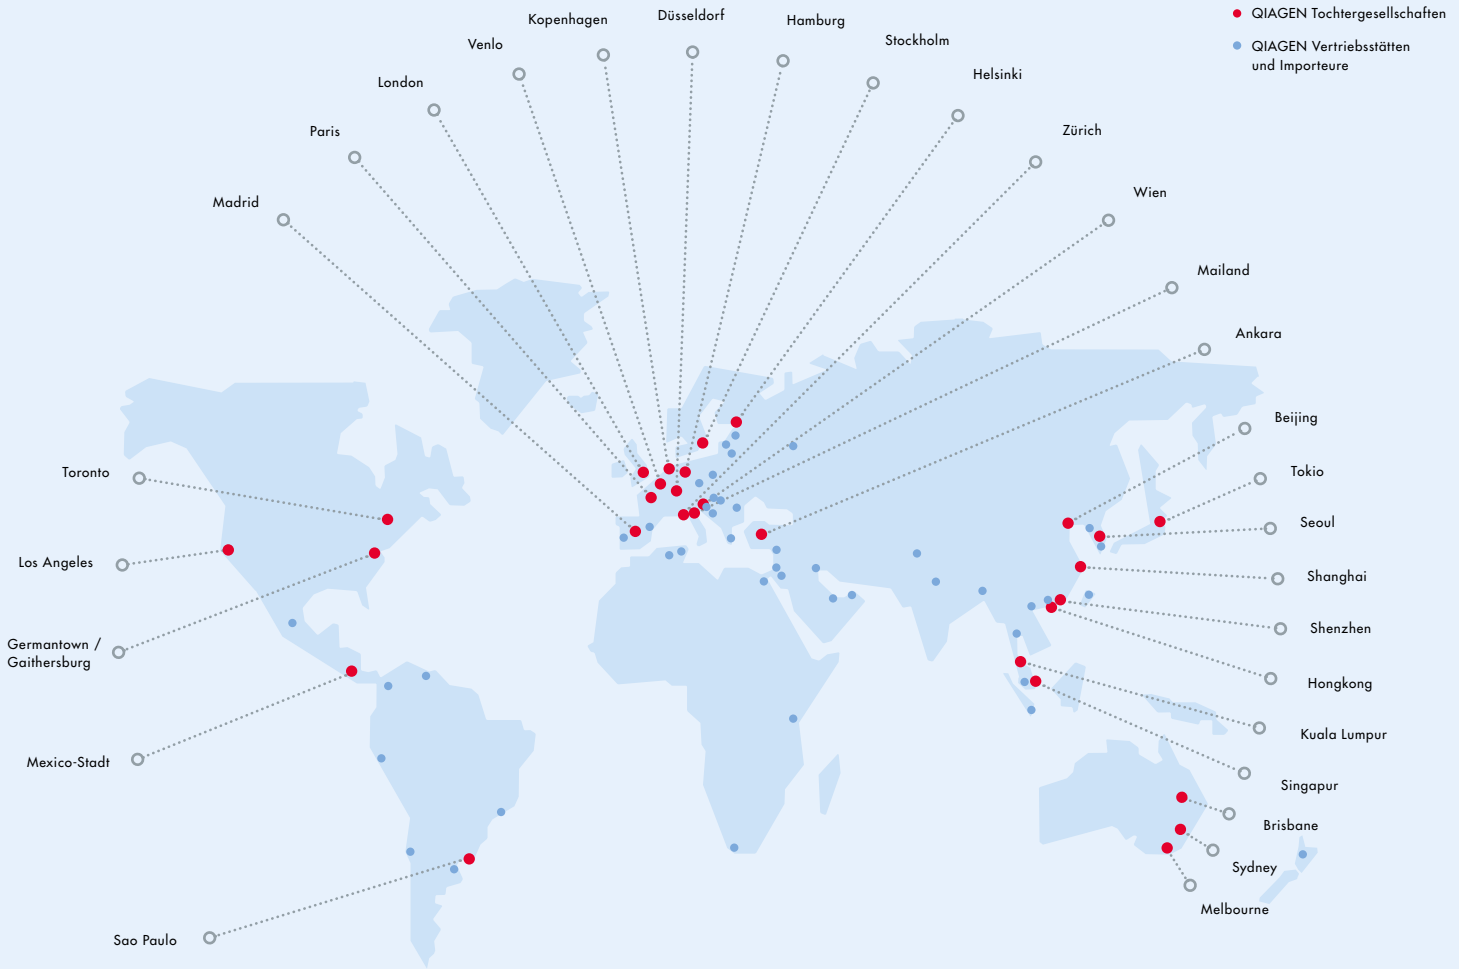 QIAGEN Tochtergesellschaften
QIAGEN Vertriebsstätten
und Importeure
Düsseldorf
Kopenhagen
Hamburg
Venlo
Stockholm
London
Helsinki
Paris
Zürich
Madrid
Wien
Mailand
Ankara
Beijing
Toronto
Tokio
Seoul
Los Angeles
Shanghai
Shenzhen
Germantown /
Gaithersburg
Hongkong
Kuala Lumpur
Mexico-Stadt
Singapur
Brisbane
Sydney
Melbourne
Sao Paulo